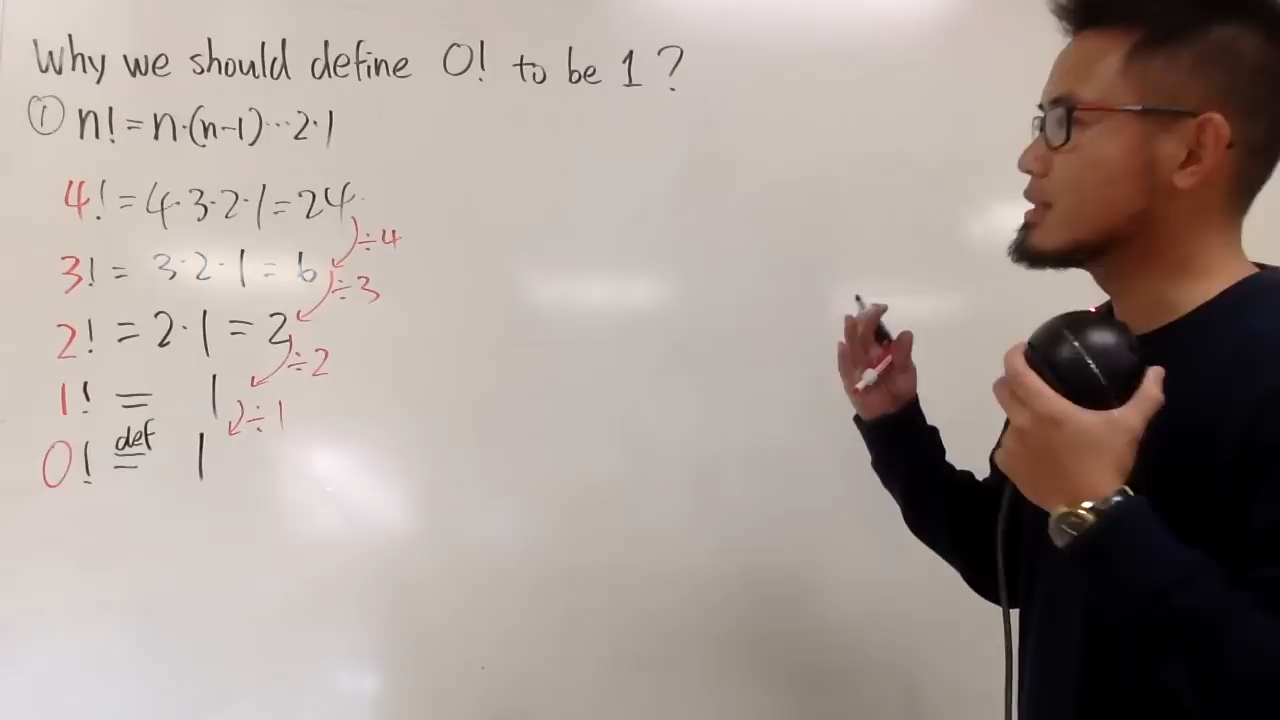 Why we should define 0! to be 1?
① n! = n·(n-1)···2·1
4! = 4·3·2·1 = 24
÷4
3! = 3·2·1 = 6
÷3
2! = 2·1 = 2
÷2
1! = 1
÷1
0! def= 1